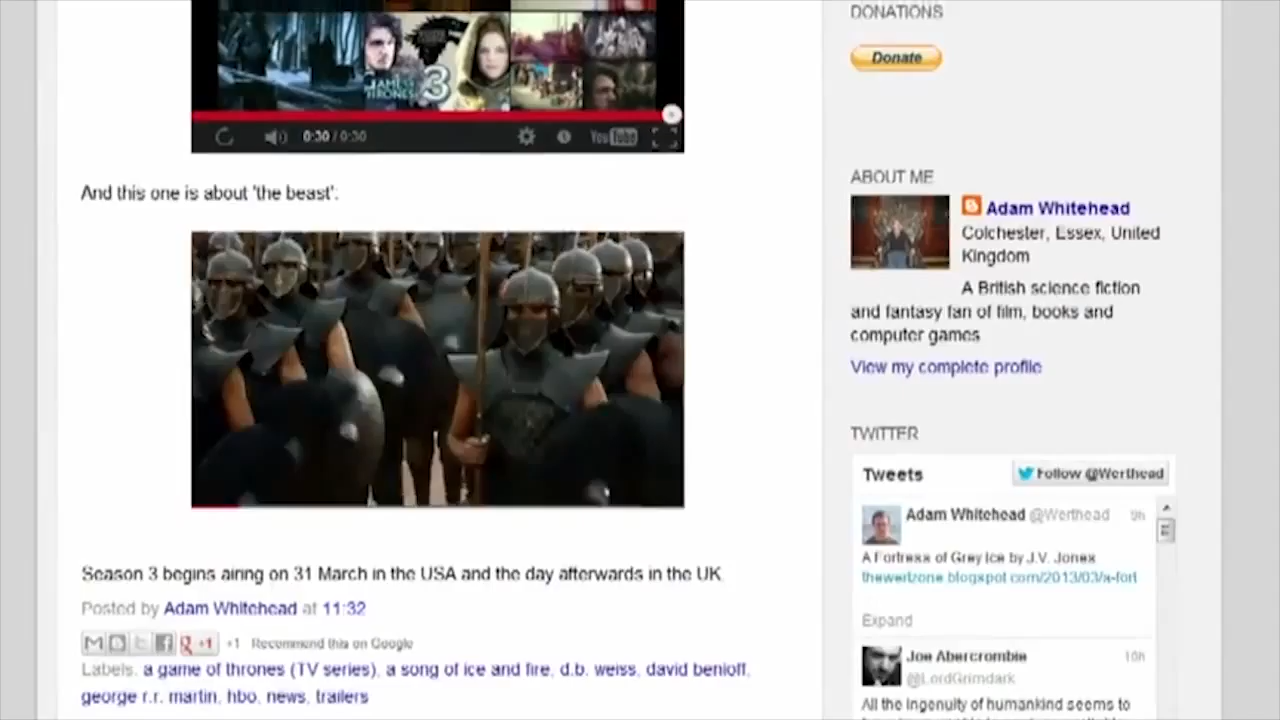 3
0:30 / 0:30
YouTube
And this one is about 'the beast':
Season 3 begins airing on 31 March in the USA and the day afterwards in the UK.
Posted by Adam Whitehead at 11:32
+1 +1 Recommend this on Google
Labels: a game of thrones (TV series), a song of ice and fire, d.b. weiss, david benioff,
george r.r. martin, hbo, news, trailers
DONATIONS
Donate
ABOUT ME
Adam Whitehead
Colchester, Essex, United
Kingdom
A British science fiction
and fantasy fan of film, books and
computer games
View my complete profile
TWITTER
Tweets
Follow @Werthead
Adam Whitehead @Werthead 9h
A Fortress of Grey Ice by J.V. Jones
thewertzone.blogspot.com/2013/03/a-fort
Expand
Joe Abercrombie 10h
@LordGrimdark
All the ingenuity of humankind seems to